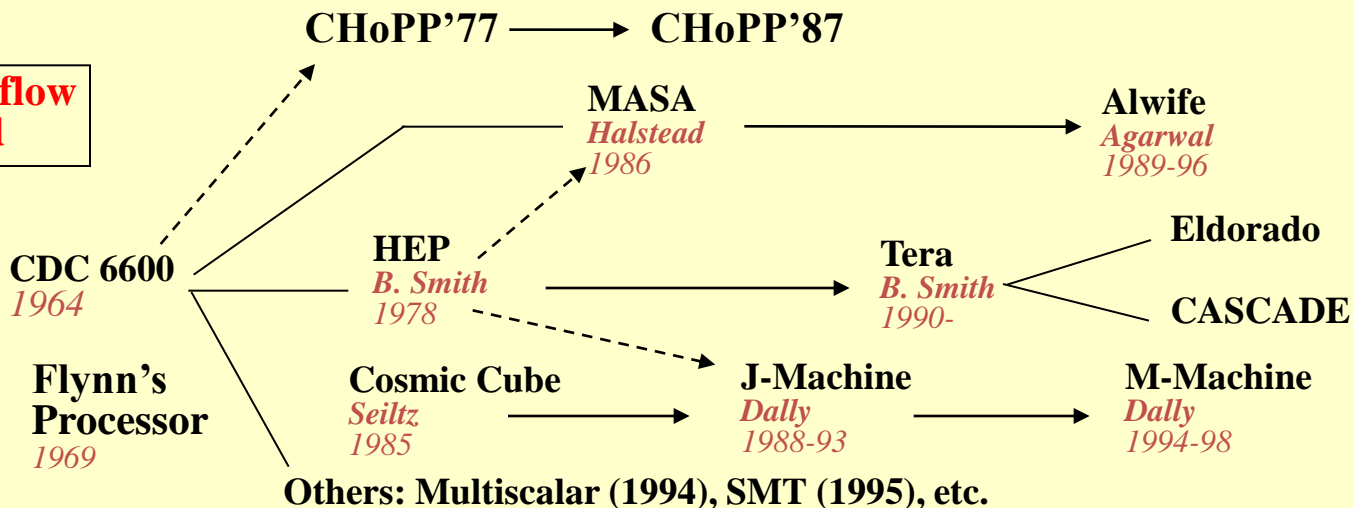 CHoPP’77 CHoPP’87
flow
MASA
Halstead
1986
Alwife
Agarwal
1989-96
CDC 6600
1964
HEP
B. Smith
1978
Tera
B. Smith
1990-
Eldorado
CASCADE
Flynn’s
Processor
1969
Cosmic Cube
Seiltz
1985
J-Machine
Dally
1988-93
M-Machine
Dally
1994-98
Others: Multiscalar (1994), SMT (1995), etc.